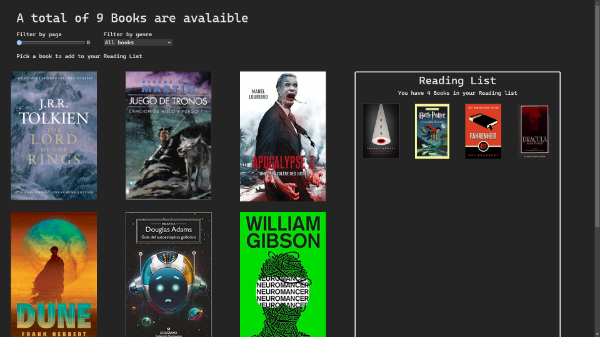 A total of 9 Books are avalaible
Filter by page
Filter by genre
0
All books
Pick a book to add to your Reading List
J.R.R.
TOLKIEN
THE
LORD
OF THE
RINGS
MARTIN
JUEGO DE TRONOS
CANCIÓN DE HIELO Y FUEGO
MANEL
LOUREIRO
APOCALYPSE Z
Reading List
You have 4 Books in your Reading list
Harry Potter
FAHRENHEIT
DRACULA
DUNE
FRANK HERBERT
Douglas Adams
Guía del autoestopista galáctico
WILLIAM
GIBSON
NEUROMANCER
NEUROMANCER
NEUROMANCER
NEUROMANCER